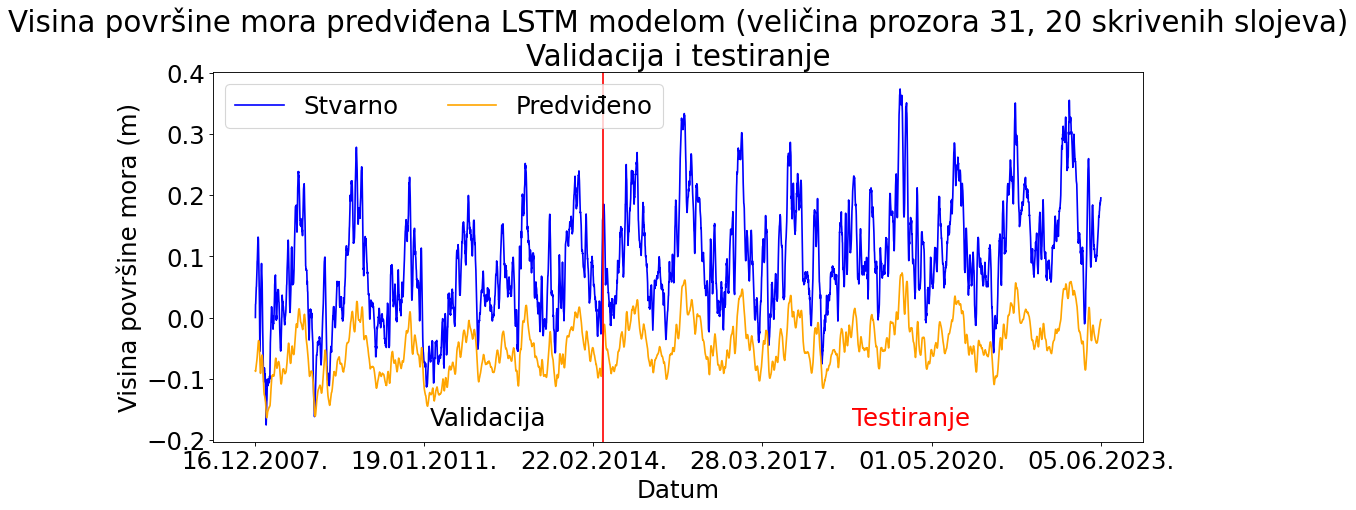 Visina površine mora predviđena LSTM modelom (veličina prozora 31, 20 skrivenih slojeva)
Validacija i testiranje
Stvarno
Predviđeno
Visina površine mora (m)
0.4
0.3
0.2
0.1
0.0
−0.1
−0.2
Validacija
Testiranje
16.12.2007.
19.01.2011.
22.02.2014.
28.03.2017.
01.05.2020.
05.06.2023.
Datum